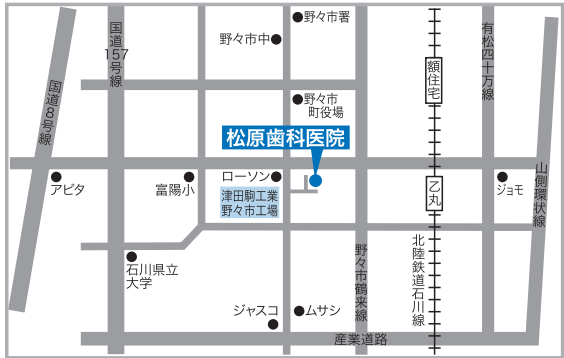 野々市署
国道
157
号線
野々市中
有松四十万線
額住宅
国道8号線
野々市
町役場
松原歯科医院
アピタ
富陽小
ローソン
津田駒工業
野々市工場
乙丸
ジョモ
山側環状線
石川県立
大学
野々市鶴来線
北陸鉄道石川線
ジャスコ
ムサシ
産業道路